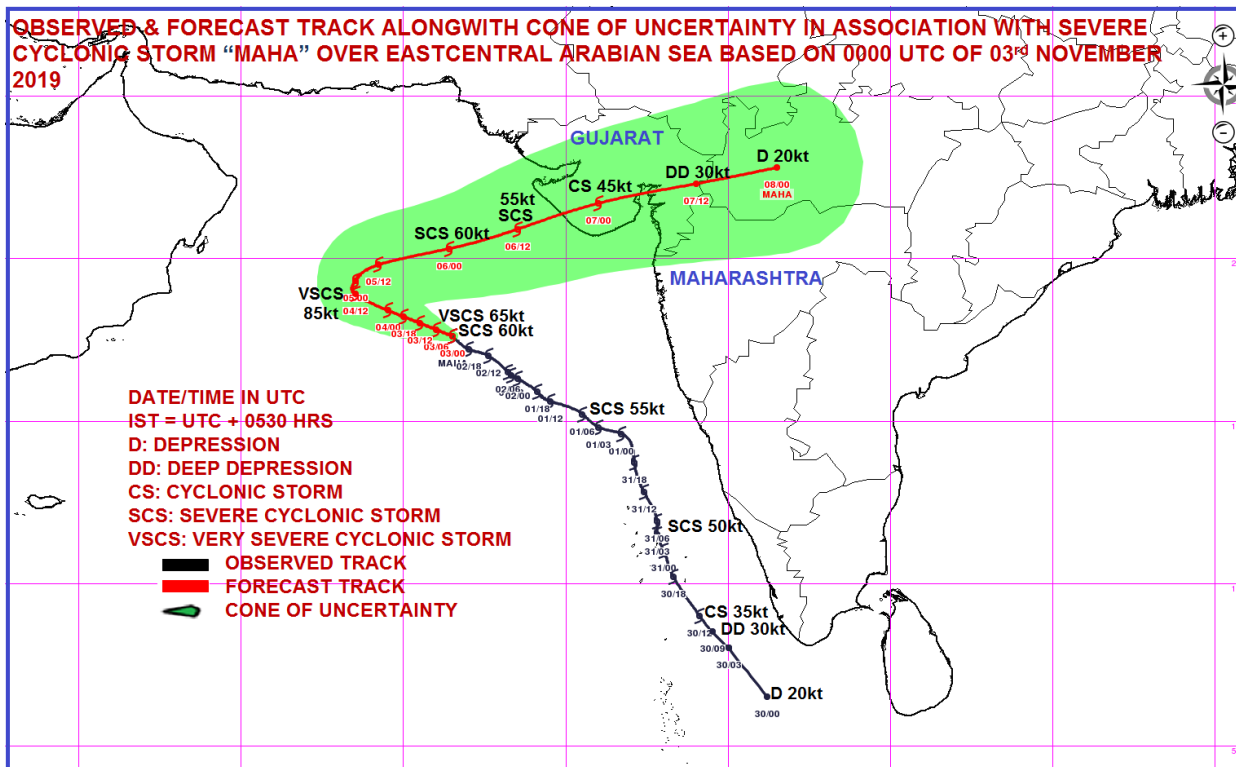 OBSERVED & FORECAST TRACK ALONGWITH CONE OF UNCERTAINTY IN ASSOCIATION WITH SEVERE
CYCLONIC STORM “MAHA” OVER EASTCENTRAL ARABIAN SEA BASED ON 0000 UTC OF 03rd NOVEMBER
2019
GUJARAT
D 20kt
08/00
MAHA
DD 30kt
07/12
CS 45kt
07/00
55kt
SCS
06/12
SCS 60kt
06/00
MAHARASHTRA
05/12
05/00
VSCS
85kt
04/12
04/00
03/18
03/12
03/06
03/00
VSCS 65kt
SCS 60kt
MAHA
02/18
02/12
02/06
02/00
01/18
01/12
SCS 55kt
01/06
01/03
01/00
31/18
31/12
SCS 50kt
31/06
31/03
31/00
30/18
CS 35kt
30/12
DD 30kt
30/09
30/03
D 20kt
30/00
DATE/TIME IN UTC
IST = UTC + 0530 HRS
D: DEPRESSION
DD: DEEP DEPRESSION
CS: CYCLONIC STORM
SCS: SEVERE CYCLONIC STORM
VSCS: VERY SEVERE CYCLONIC STORM
OBSERVED TRACK
FORECAST TRACK
CONE OF UNCERTAINTY